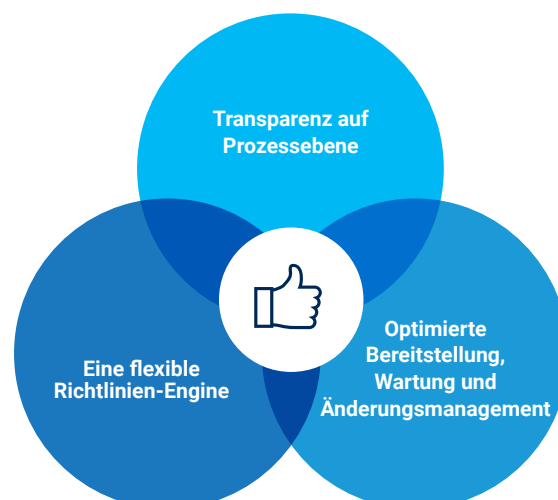 Transparenz auf
Prozessebene
Eine flexible
Richtlinien-Engine
Optimierte
Bereitstellung,
Wartung und
Änderungsmanagement